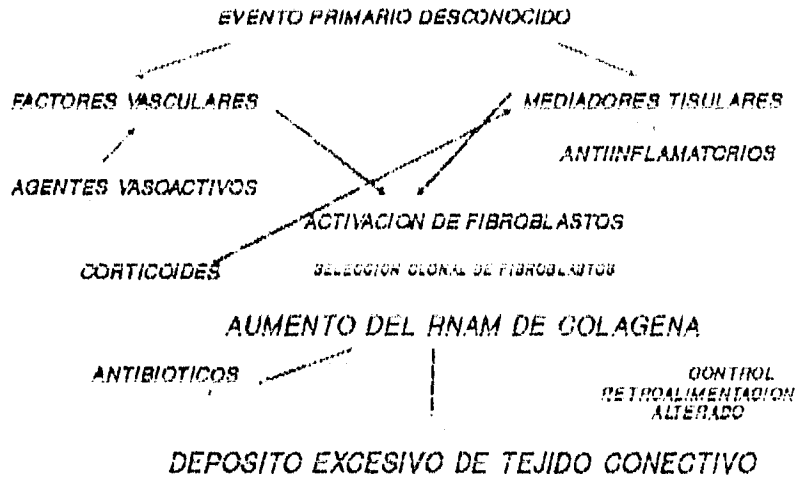 EVENTO PRIMARIO DESCONOCIDO
FACTORES VASCULARES
MEDIADORES TISULARES
ANTIINFLAMATORIOS
AGENTES VASOACTIVOS
ACTIVACION DE FIBROBLASTOS
CORTICOIDES
SELECCION CLONAL DE FIBROBLASTOS
AUMENTO DEL RNAM DE COLAGENA
ANTIBIOTICOS
CONTROL
RETROALIMENTACION
ALTERADO
DEPOSITO EXCESIVO DE TEJIDO CONECTIVO